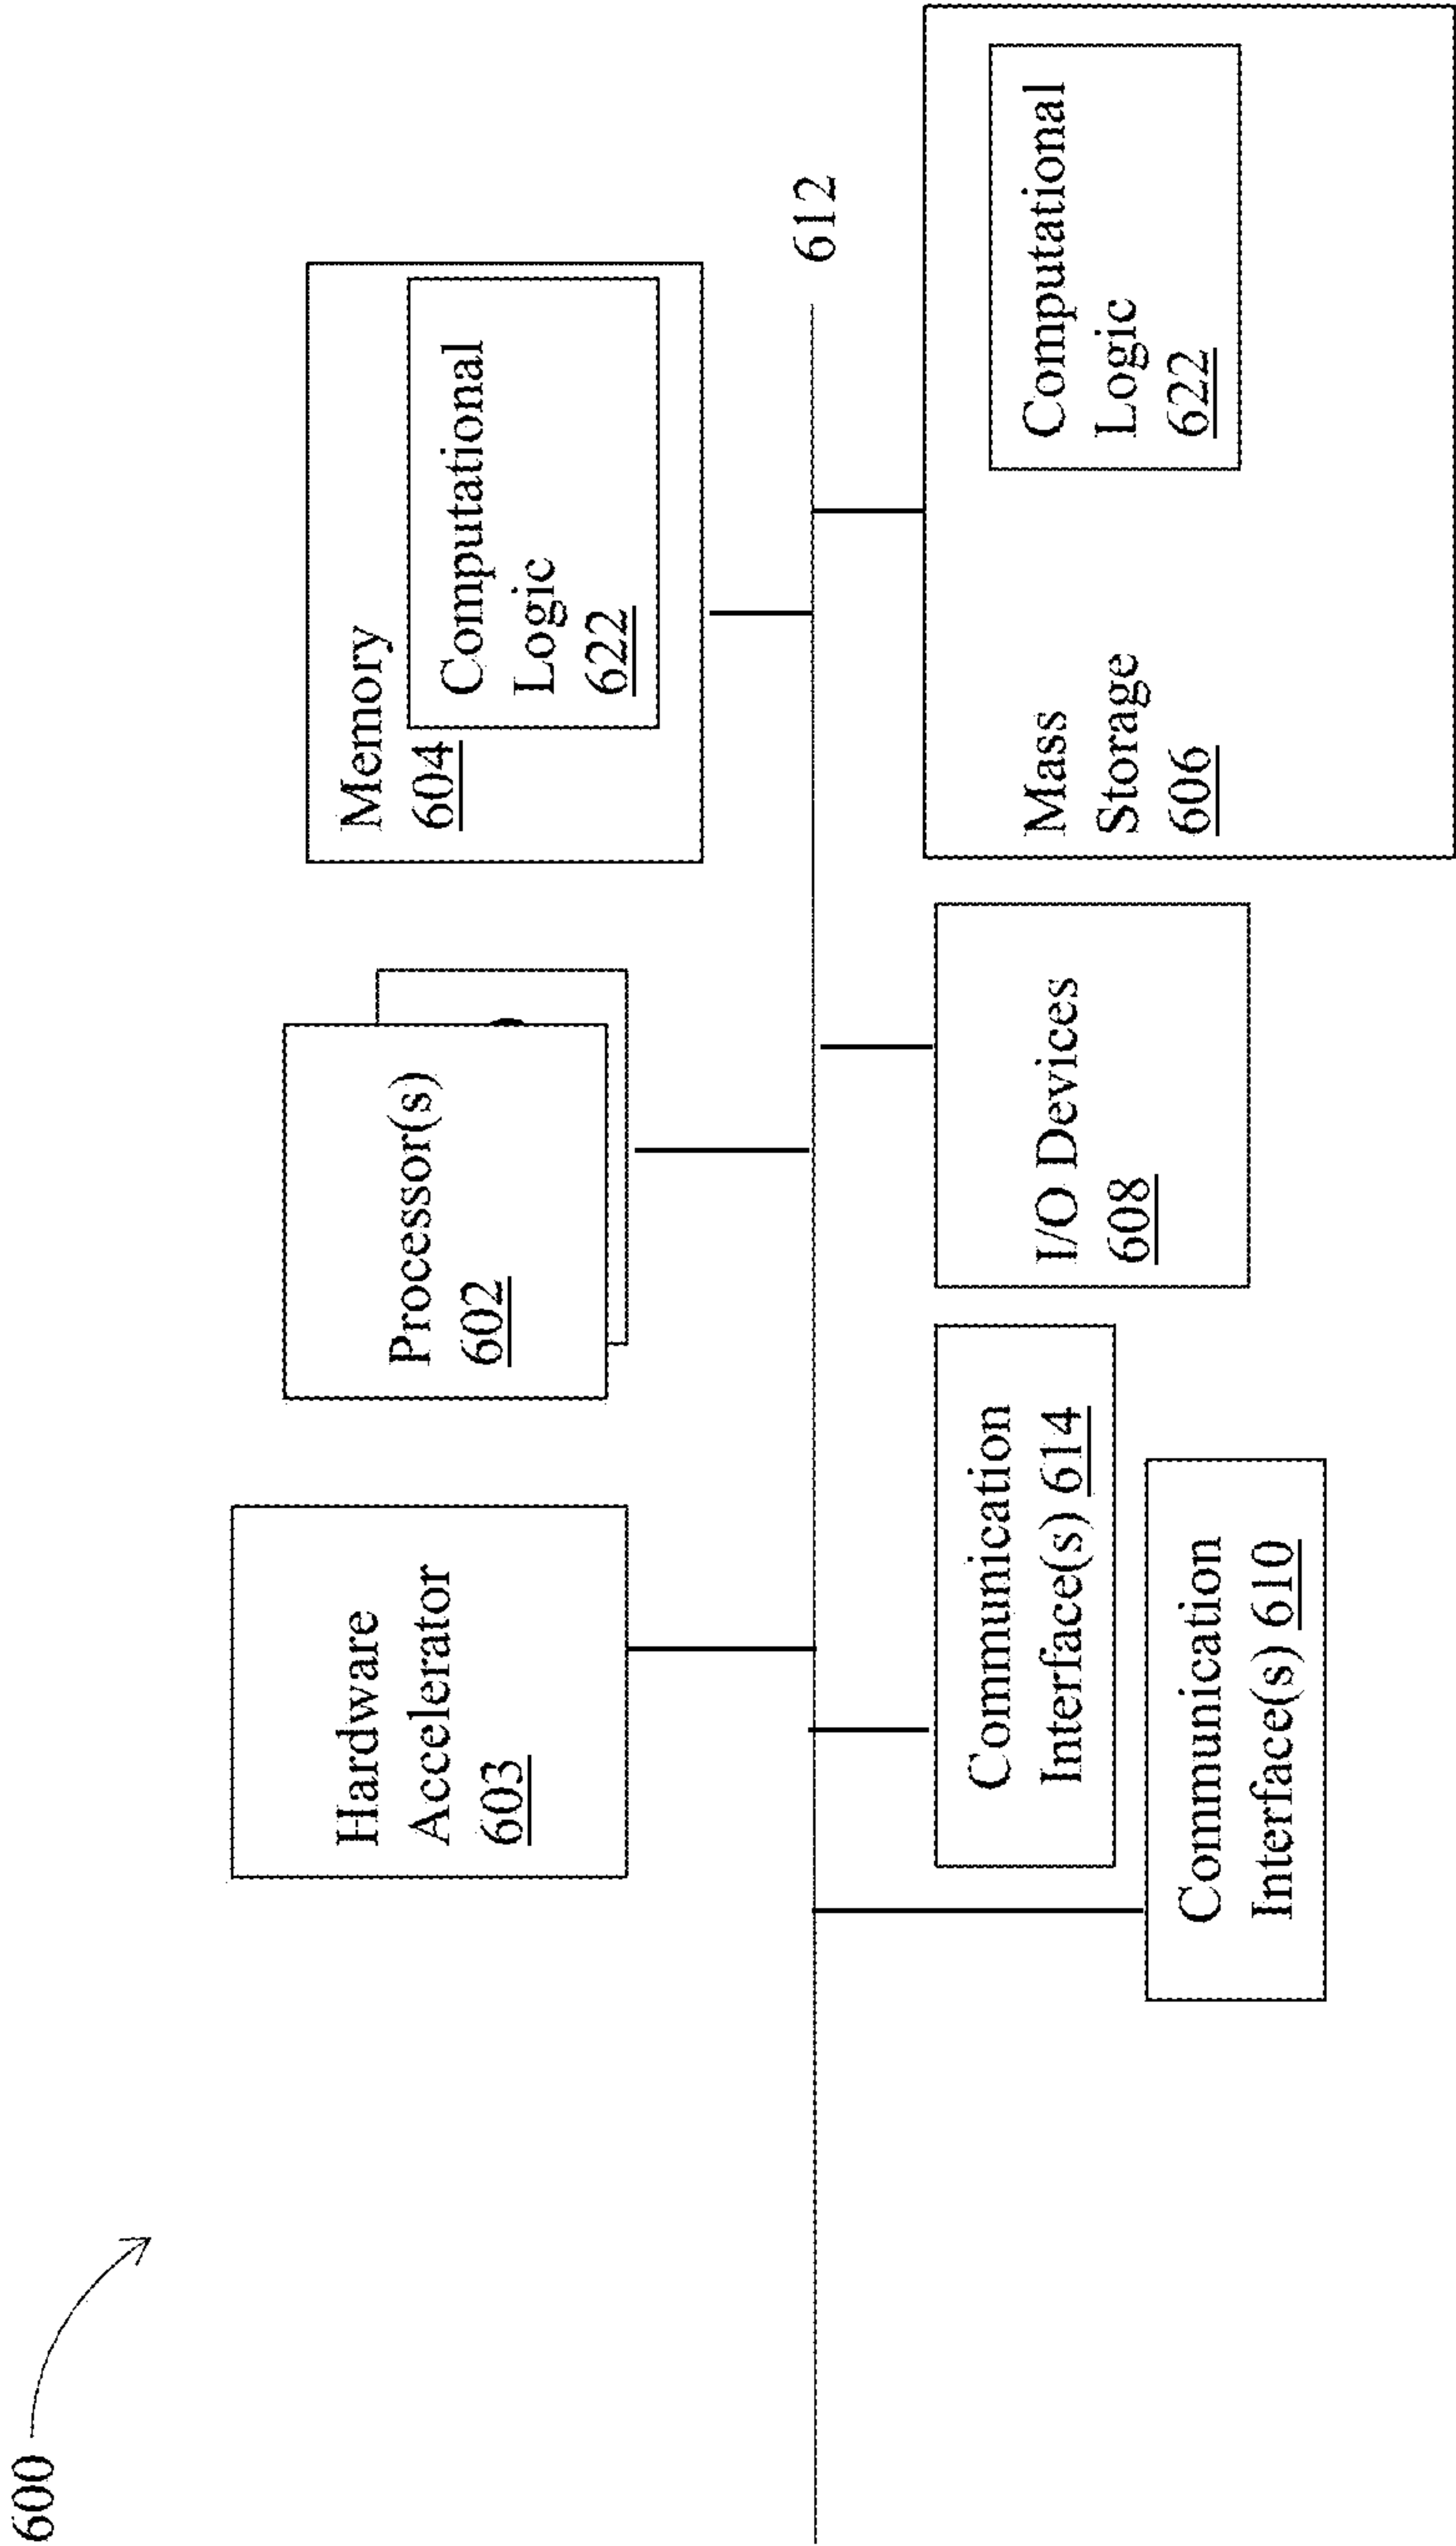 600
Hardware
Accelerator
603
Processor(s)
602
Memory
604
Computational
Logic
622
612
Communication
Interface(s) 614
Communication
Interface(s) 610
I/O Devices
608
Mass
Storage
606
Computational
Logic
622